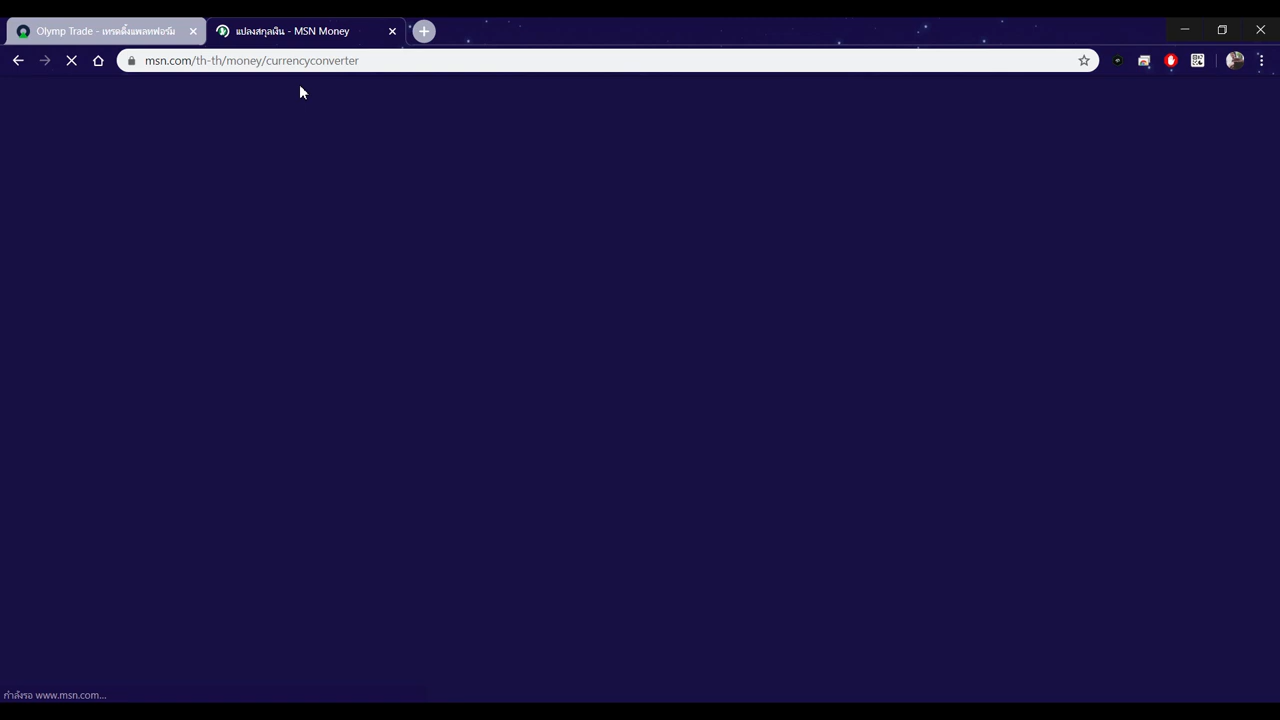 Olymp Trade - เทรดดิ้งแพลทฟอร์ม
แปลงสกุลเงิน - MSN Money
msn.com/th-th/money/currencyconverter
กำลังรอ www.msn.com...